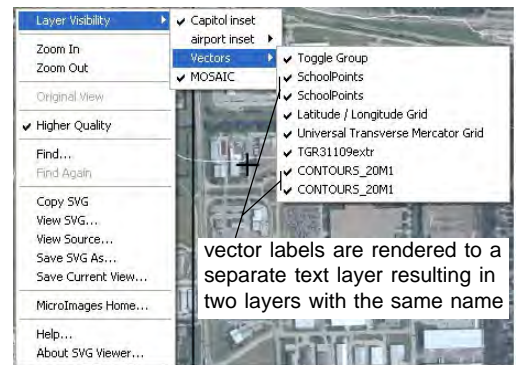 Layer Visibility
Zoom In
Zoom Out
Original View
Higher Quality
Find...
Find Again
Copy SVG
View SVG...
View Source...
Save SVG As...
Save Current View...
MicroImages Home...
Help...
About SVG Viewer...
Capitol inset
airport inset
Vectors
MOSAIC
Toggle Group
SchoolPoints
SchoolPoints
Latitude / Longitude Grid
Universal Transverse Mercator Grid
TGR31109extr
CONTOURS_20M1
CONTOURS_20M1
vector labels are rendered to a
separate text layer resulting in
two layers with the same name